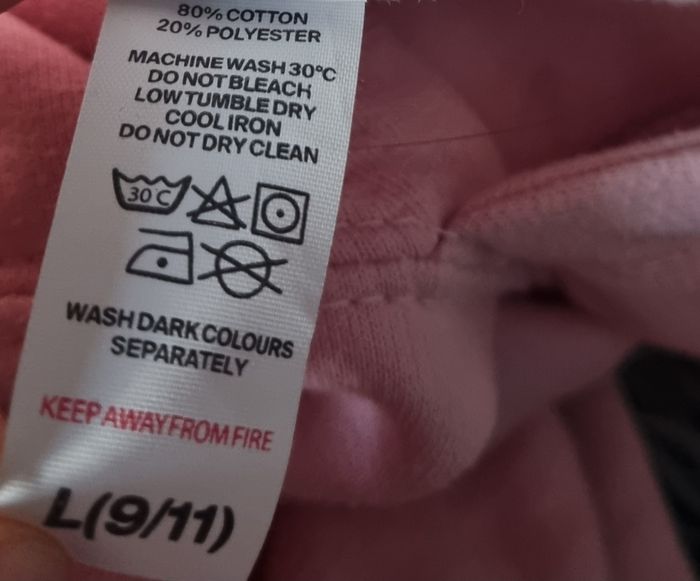 80% COTTON
20% POLYESTER
MACHINE WASH 30°C
DO NOT BLEACH
LOW TUMBLE DRY
COOL IRON
DO NOT DRY CLEAN
30 C
WASH DARK COLOURS
SEPARATELY
KEEP AWAY FROM FIRE
L(9/11)